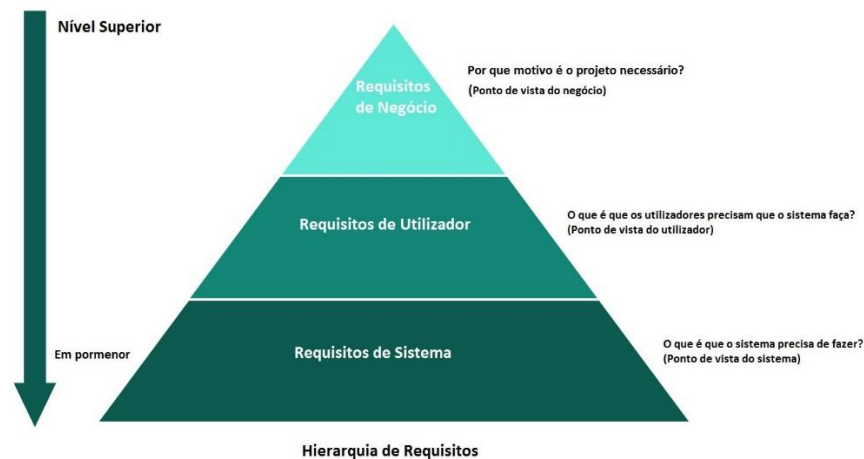 Nível Superior
Requisitos
de Negócio
Por que motivo é o projeto necessário?
(Ponto de vista do negócio)
Requisitos de Utilizador
O que é que os utilizadores precisam que o sistema faça?
(Ponto de vista do utilizador)
Em pormenor
Requisitos de Sistema
O que é que o sistema precisa de fazer?
(Ponto de vista do sistema)
Hierarquia de Requisitos